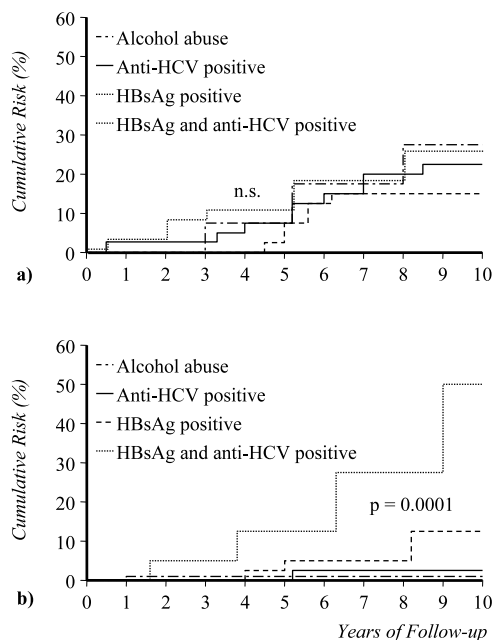 60
50
40
30
20
10
0
Cumulative Risk (%)
Alcohol abuse
Anti-HCV positive
HBsAg positive
HBsAg and anti-HCV positive
n.s.
0 1 2 3 4 5 6 7 8 9 10
a)
60
50
40
30
20
10
0
Cumulative Risk (%)
Alcohol abuse
Anti-HCV positive
HBsAg positive
HBsAg and anti-HCV positive
p = 0.0001
0 1 2 3 4 5 6 7 8 9 10
b)
Years of Follow-up